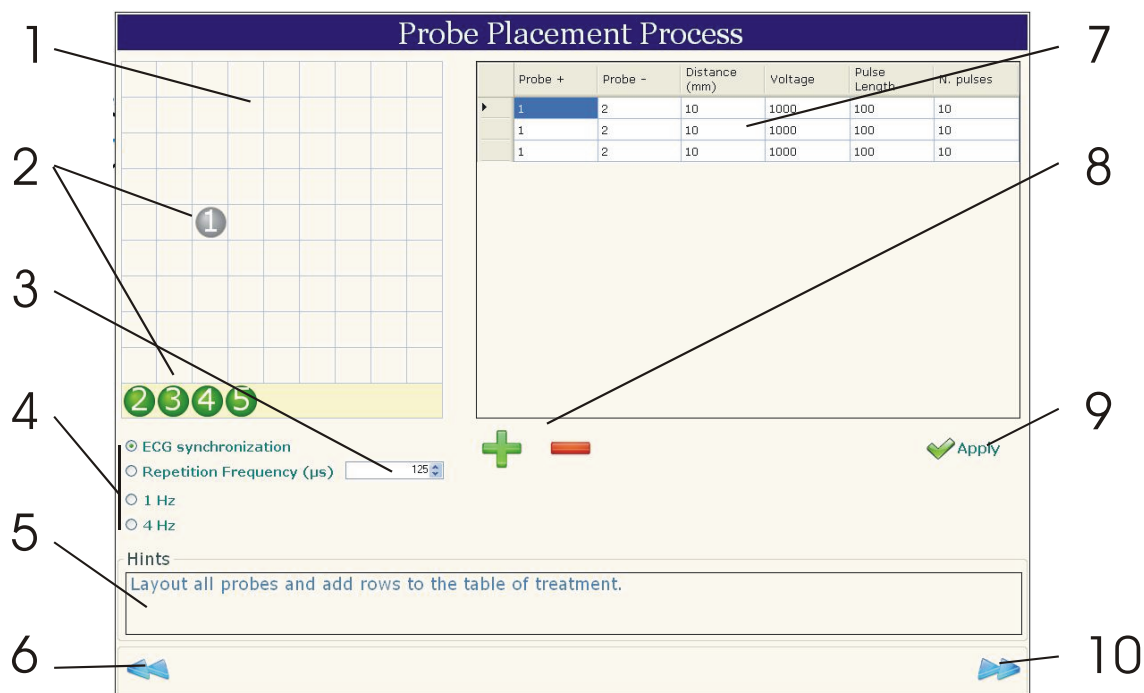 Probe Placement Process
1
2
3
4
5
6
7
8
9
10
Probe + Probe - Distance (mm) Voltage Pulse Length N. pulses
1 2 10 1000 100 10
1 2 10 1000 100 10
1 2 10 1000 100 10
1
2 3 4 5
ECG synchronization
Repetition Frequency (µs) 125
1 Hz
4 Hz
Apply
Hints
Layout all probes and add rows to the table of treatment.